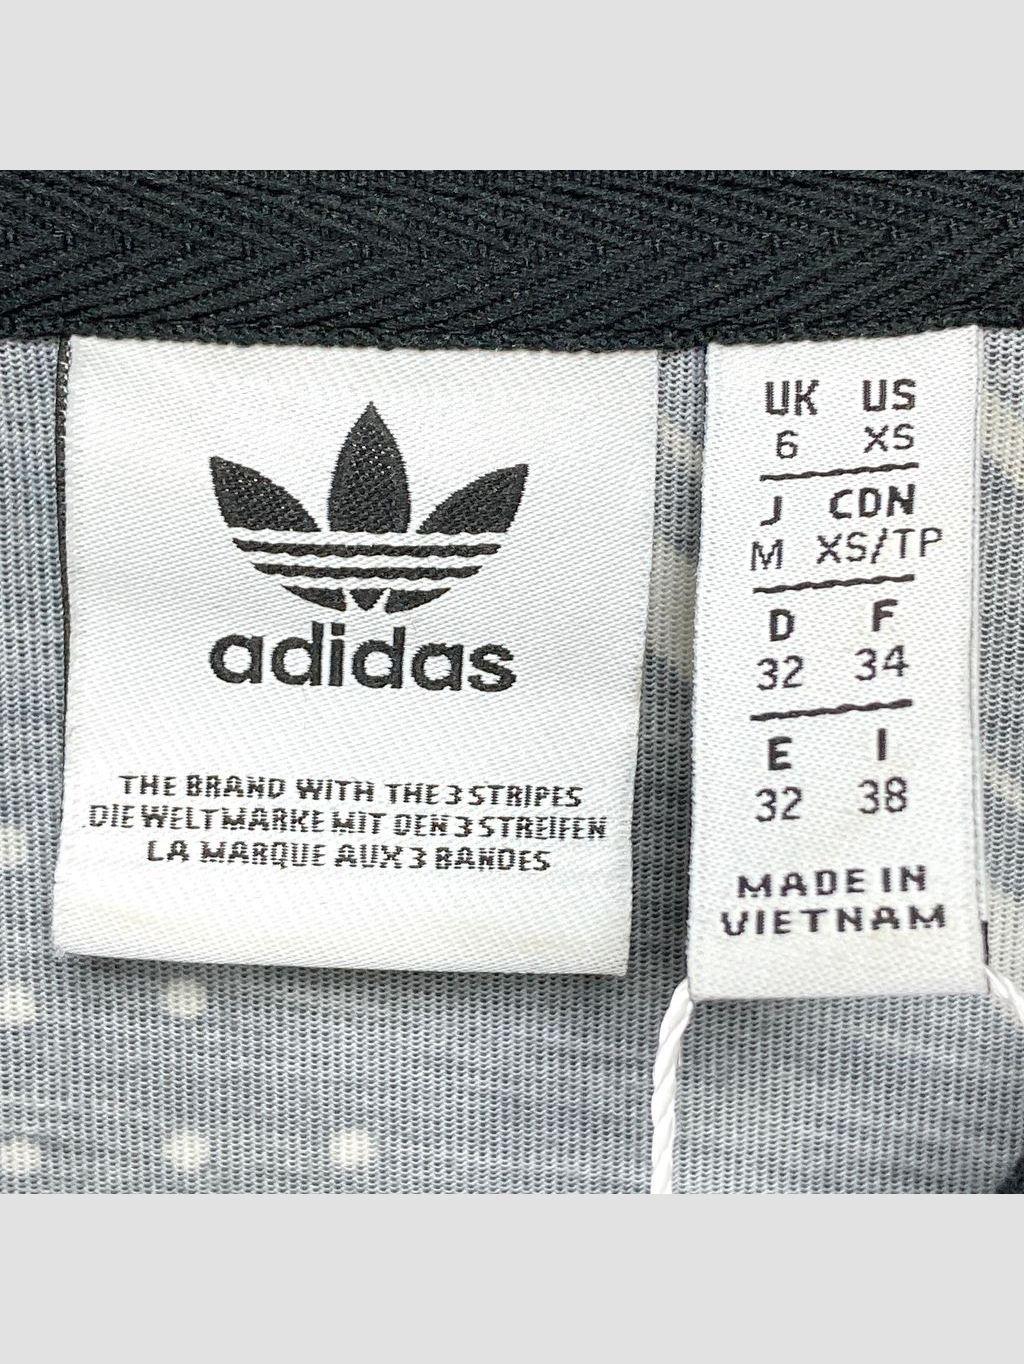 adidas
THE BRAND WITH THE 3 STRIPES
DIE WELTMARKE MIT DEN 3 STREIFEN
LA MARQUE AUX 3 BANDES
UK US
6 XS
J CDN
M XS/TP
D F
32 34
E I
32 38
MADE IN
VIETNAM